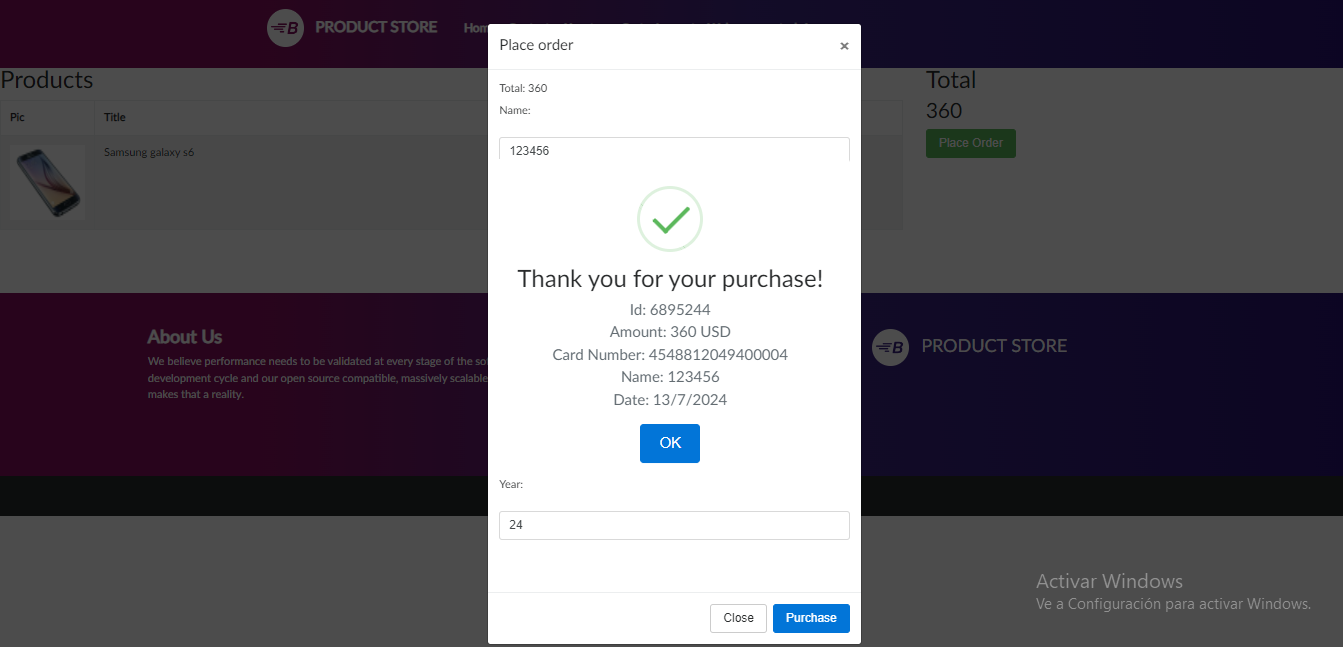 PRODUCT STORE
Place order
×
Total: 360
Name:
123456
Products
Pic
Title
Samsung galaxy s6
Total
360
Place Order
Thank you for your purchase!
Id: 6895244
Amount: 360 USD
Card Number: 4548812049400004
Name: 123456
Date: 13/7/2024
OK
Year:
24
Close
Purchase
About Us
We believe performance needs to be validated at every stage of the
development cycle and our open source compatible, massively scalable
makes that a reality.
B PRODUCT STORE
Activar Windows
Ve a Configuración para activar Windows.